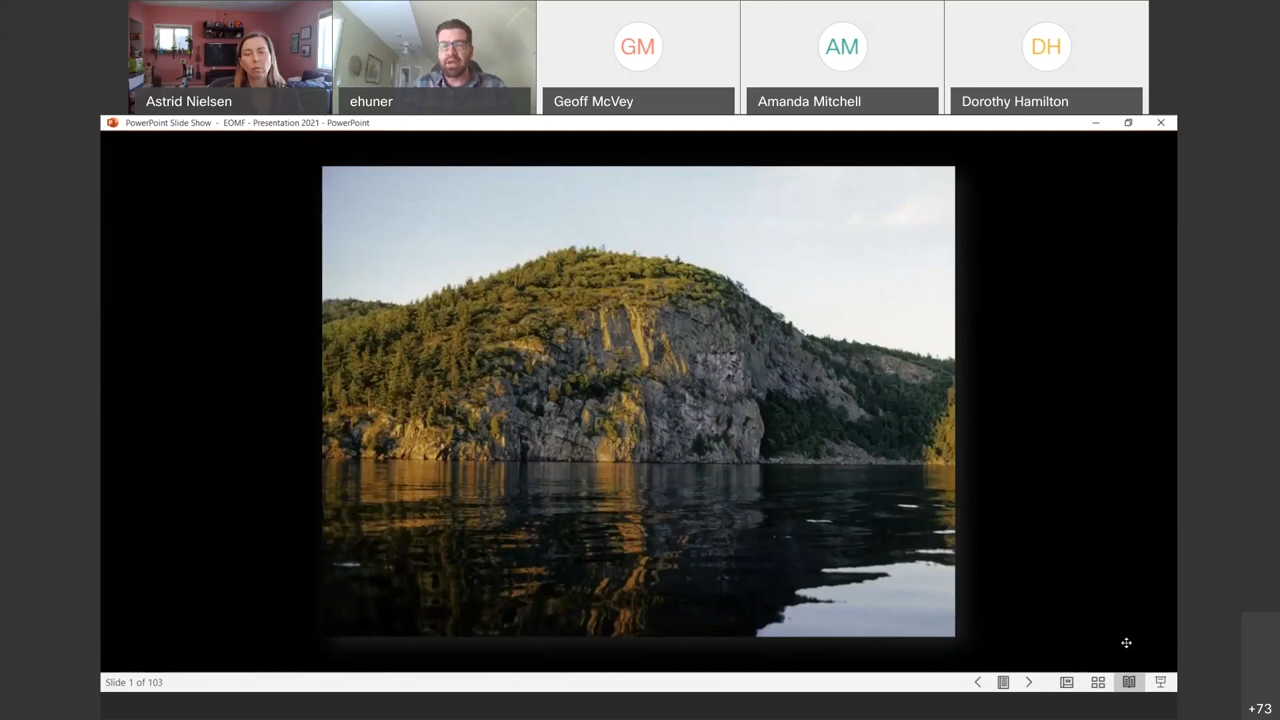 GM
AM
DH
Astrid Nielsen
ehuner
Geoff McVey
Amanda Mitchell
Dorothy Hamilton
PowerPoint Slide Show - EOMF - Presentation 2021 - PowerPoint
Slide 1 of 103
+73